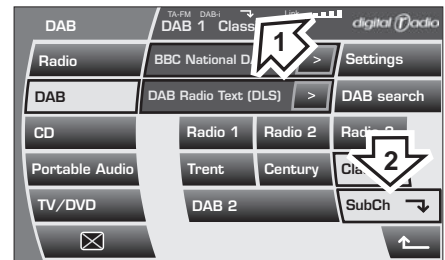 TA-FM DAB-i Link
DAB DAB 1 Class digital radio
1
Radio BBC National D > Settings
DAB DAB Radio Text (DLS) > DAB search
CD Radio 1 Radio 2
2
Portable Audio Trent Century
TV/DVD DAB 2 SubCh